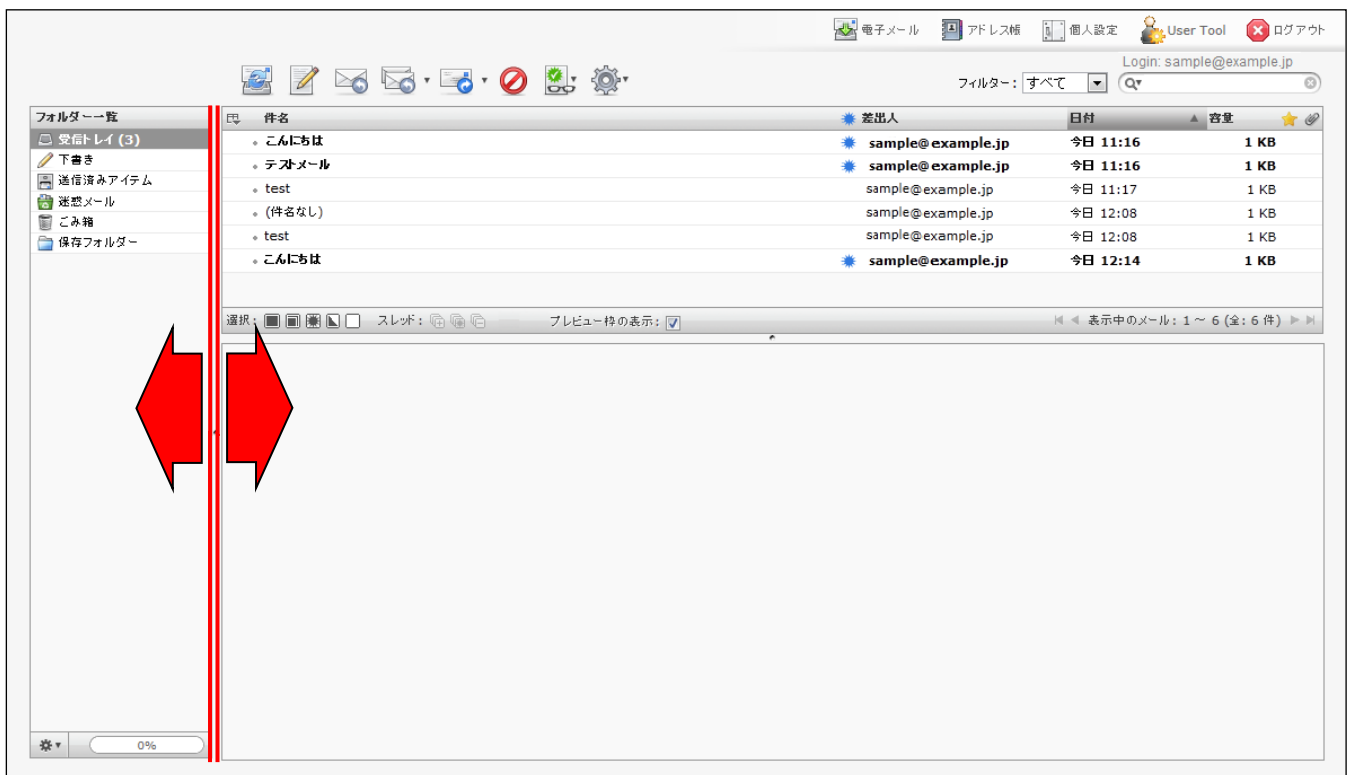 電子メール アドレス帳 個人設定 User Tool ログアウト
Login: sample@example.jp
フィルター: すべて
フォルダー一覧 件名 差出人 日付 容量
受信トレイ (3)
下書き
送信済みアイテム
迷惑メール
ごみ箱
保存フォルダー
こんにちは sample@example.jp 今日 11:16 1 KB
テストメール sample@example.jp 今日 11:16 1 KB
test sample@example.jp 今日 11:17 1 KB
(件名なし) sample@example.jp 今日 12:08 1 KB
test sample@example.jp 今日 12:08 1 KB
こんにちは sample@example.jp 今日 12:14 1 KB
選択: スレッド: プレビュー枠の表示: 表示中のメール: 1 ~ 6 (全: 6 件)
0%